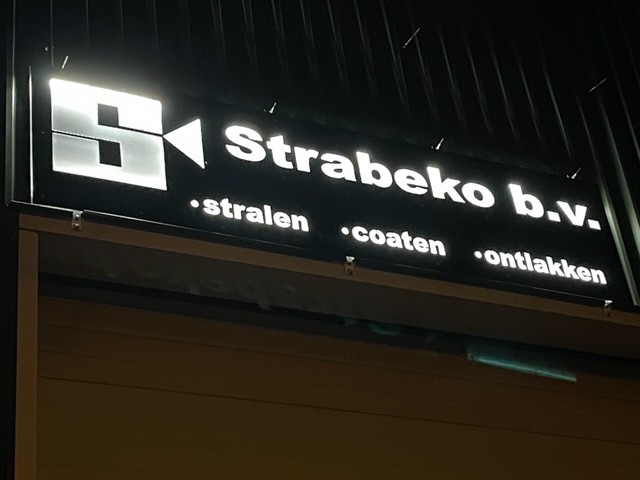 Strabeko b.v.
•stralen •coaten •ontlakken